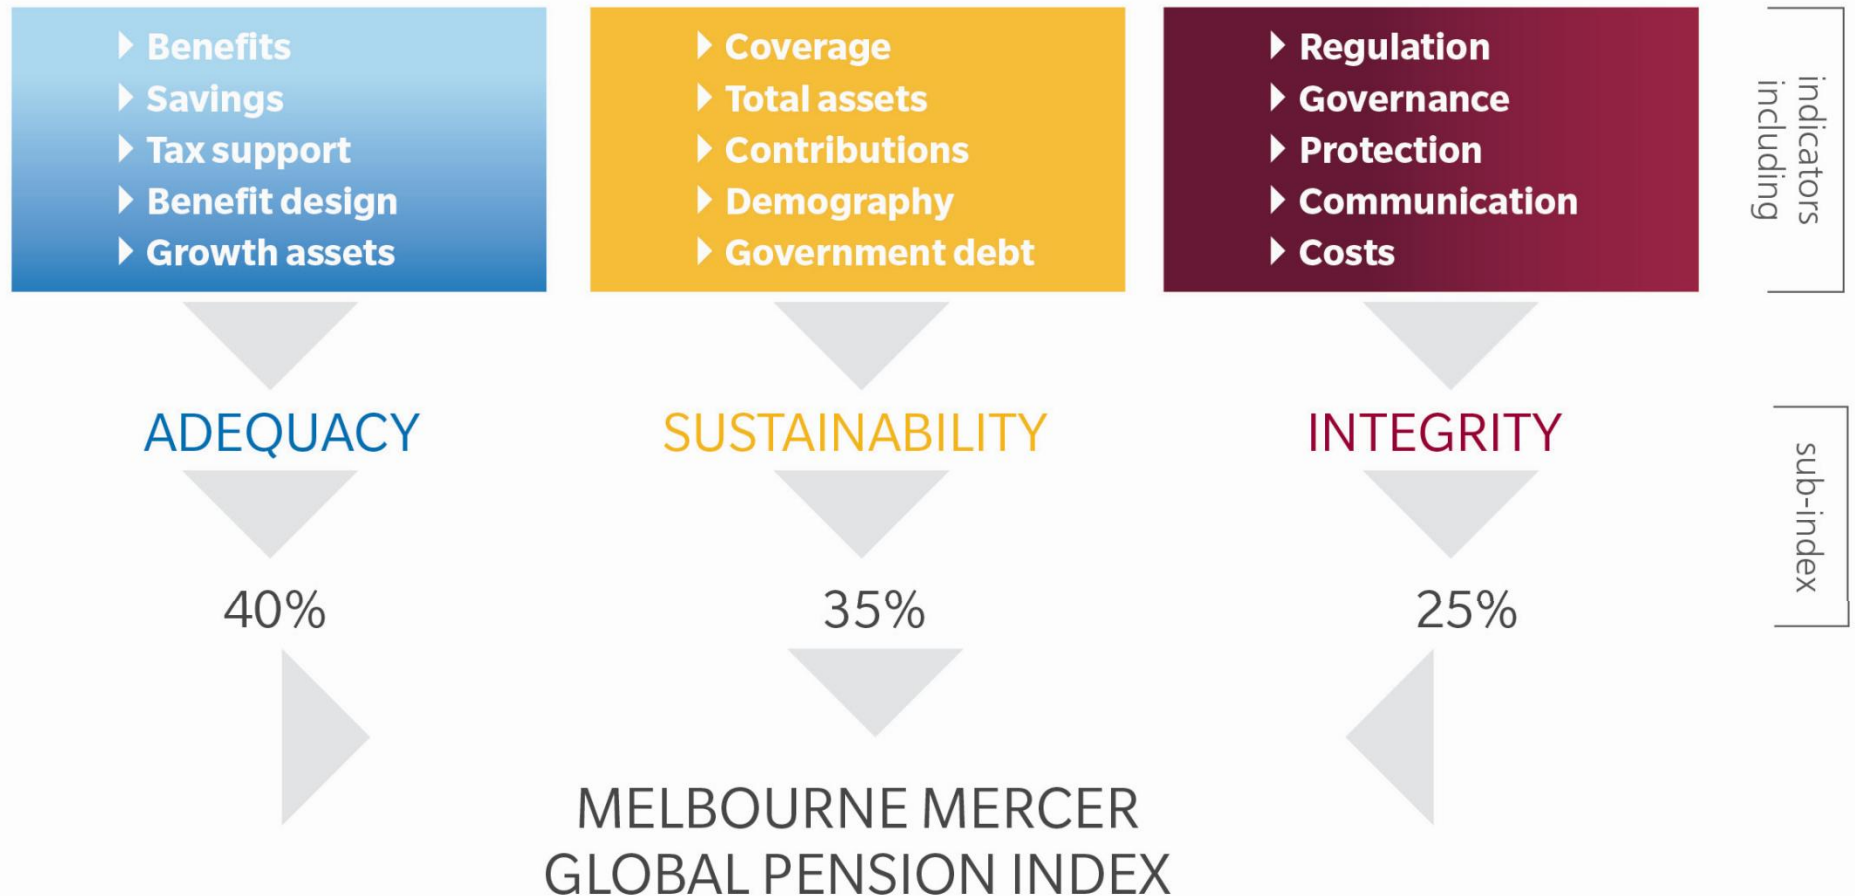 Benefits
Savings
Tax support
Benefit design
Growth assets
Coverage
Total assets
Contributions
Demography
Government debt
Regulation
Governance
Protection
Communication
Costs
indicators
including
ADEQUACY
SUSTAINABILITY
INTEGRITY
sub-index
40%
35%
25%
MELBOURNE MERCER
GLOBAL PENSION INDEX